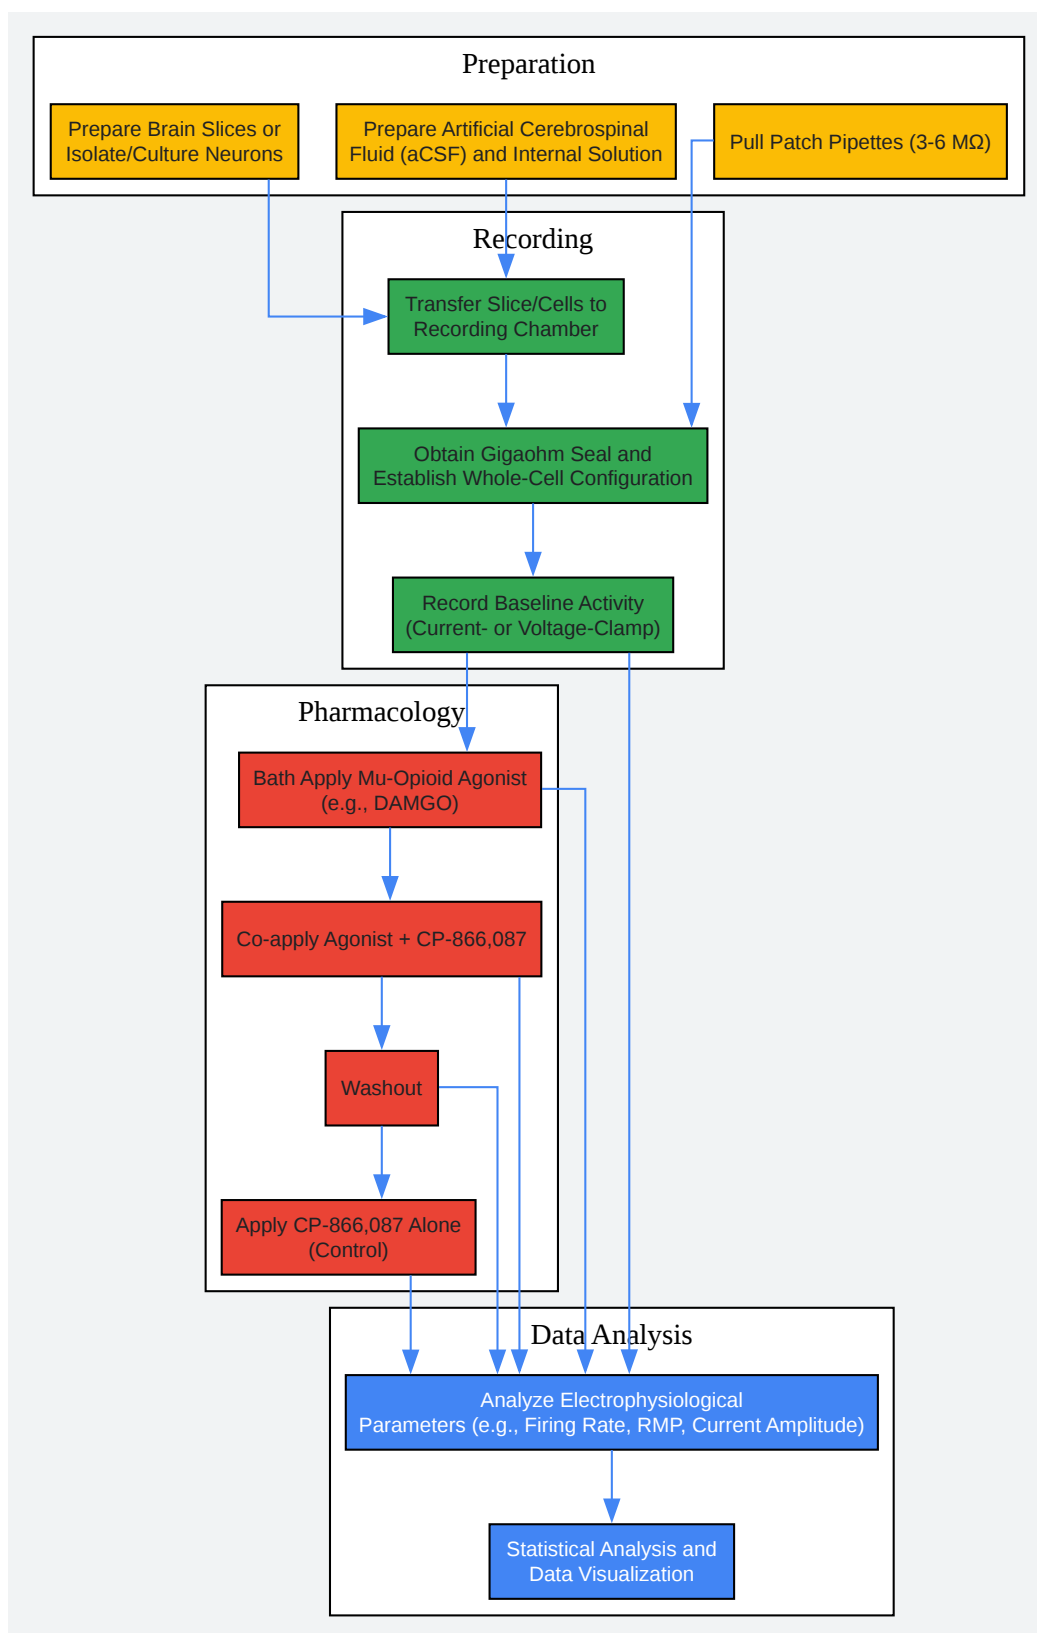 Preparation
Prepare Brain Slices or
Isolate/Culture Neurons
Prepare Artificial Cerebrospinal
Fluid (aCSF) and Internal Solution
Pull Patch Pipettes (3-6 MΩ)
Recording
Transfer Slice/Cells to
Recording Chamber
Obtain Gigaohm Seal and
Establish Whole-Cell Configuration
Record Baseline Activity
(Current- or Voltage-Clamp)
Pharmacology
Bath Apply Mu-Opioid Agonist
(e.g., DAMGO)
Co-apply Agonist + CP-866,087
Washout
Apply CP-866,087 Alone
(Control)
Data Analysis
Analyze Electrophysiological
Parameters (e.g., Firing Rate, RMP, Current Amplitude)
Statistical Analysis and
Data Visualization